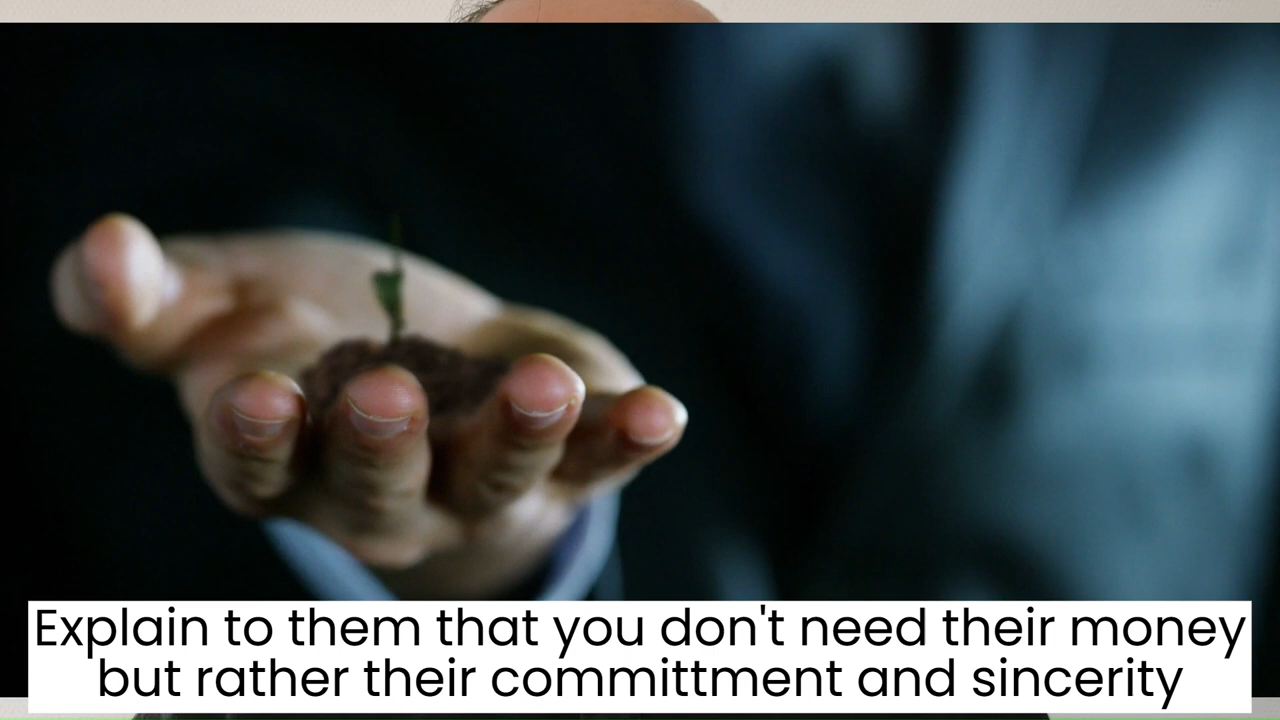 Explain to them that you don't need their money
but rather their committment and sincerity